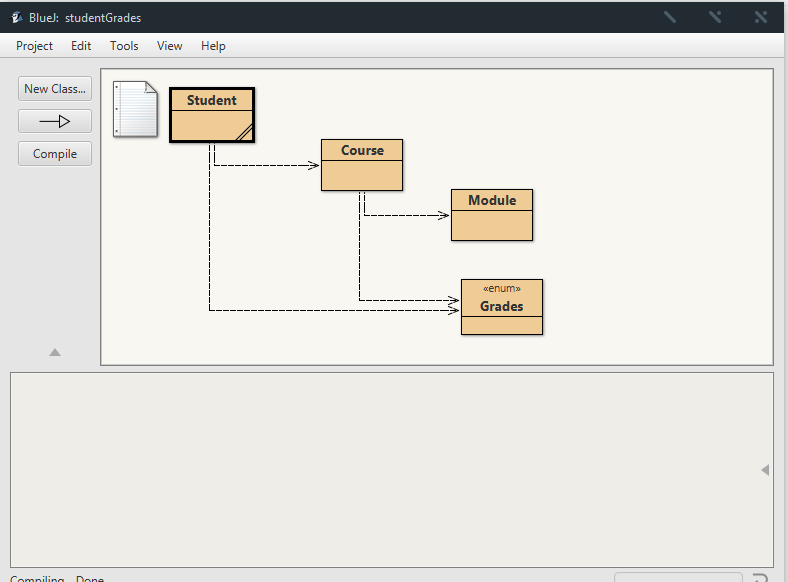 BlueJ: studentGrades
Project Edit Tools View Help
New Class...
Compile
Student
Course
Module
«enum»
Grades
Compiling... Done.